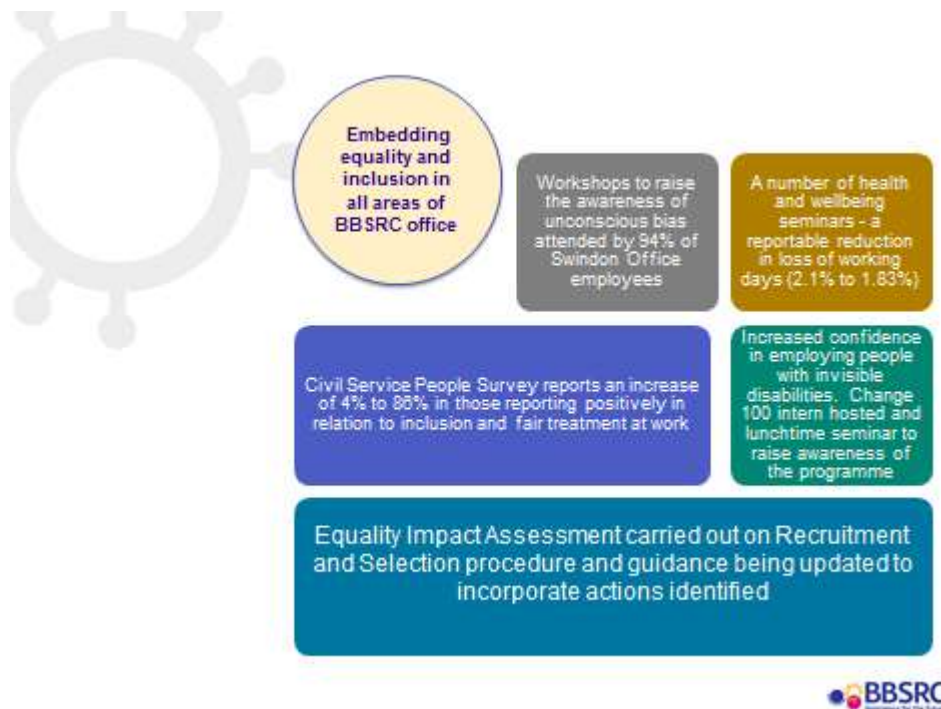 Embedding
equality and
inclusion in
all areas of
BBSRC office
Workshops to raise
the awareness of
unconscious bias
attended by 94% of
Swindon Office
employees
A number of health
and wellbeing
seminars - a
reportable reduction
in loss of working
days (2.1% to 1.83%)
Civil Service People Survey reports an increase
of 4% to 86% in those reporting positively in
relation to inclusion and fair treatment at work
Increased confidence
in employing people
with invisible
disabilities. Change
100 intern hosted and
lunchtime seminar to
raise awareness of
the programme
Equality Impact Assessment carried out on Recruitment
and Selection procedure and guidance being updated to
incorporate actions identified
BBSRC